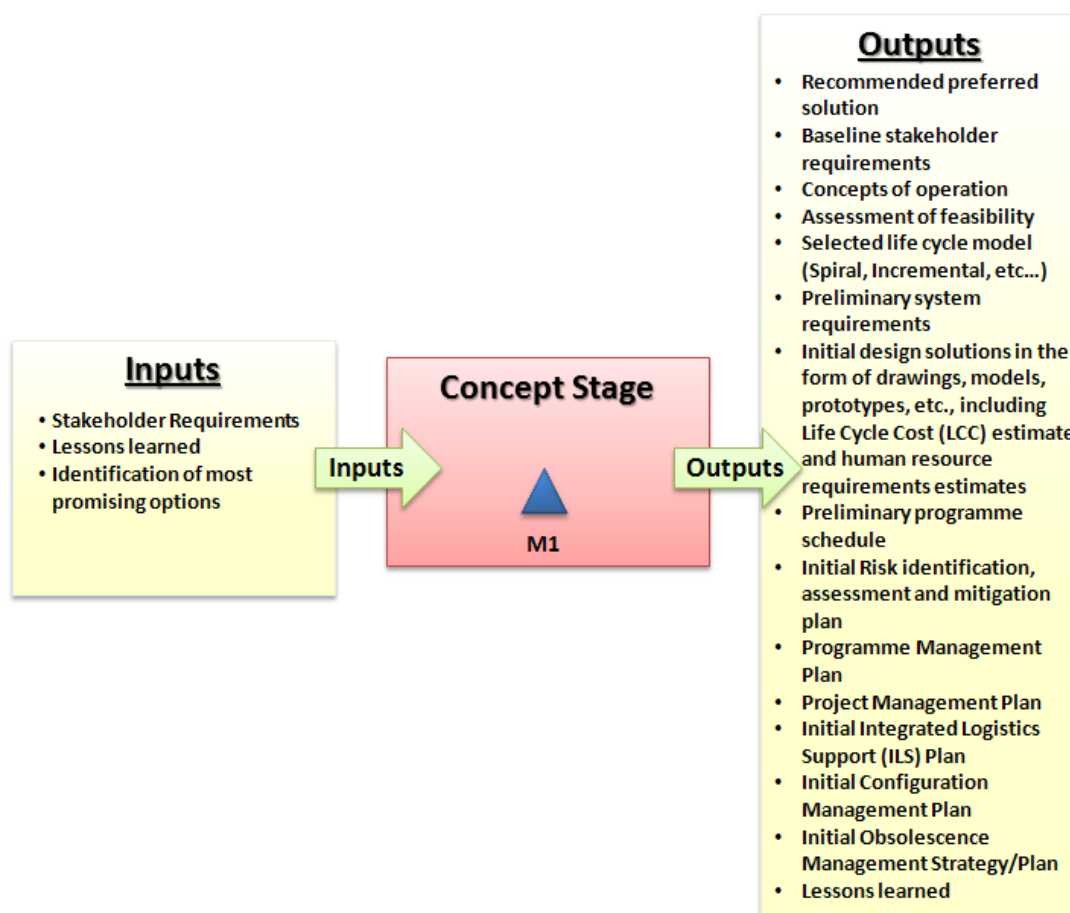 Inputs
• Stakeholder Requirements
• Lessons learned
• Identification of most
promising options
Inputs
Concept Stage
M1
Outputs
Outputs
• Recommended preferred
solution
• Baseline stakeholder
requirements
• Concepts of operation
• Assessment of feasibility
• Selected life cycle model
(Spiral, Incremental, etc...)
• Preliminary system
requirements
• Initial design solutions in the
form of drawings, models,
prototypes, etc., including
Life Cycle Cost (LCC) estimate
and human resource
requirements estimates
• Preliminary programme
schedule
• Initial Risk identification,
assessment and mitigation
plan
• Programme Management
Plan
• Project Management Plan
• Initial Integrated Logistics
Support (ILS) Plan
• Initial Configuration
Management Plan
• Initial Obsolescence
Management Strategy/Plan
• Lessons learned